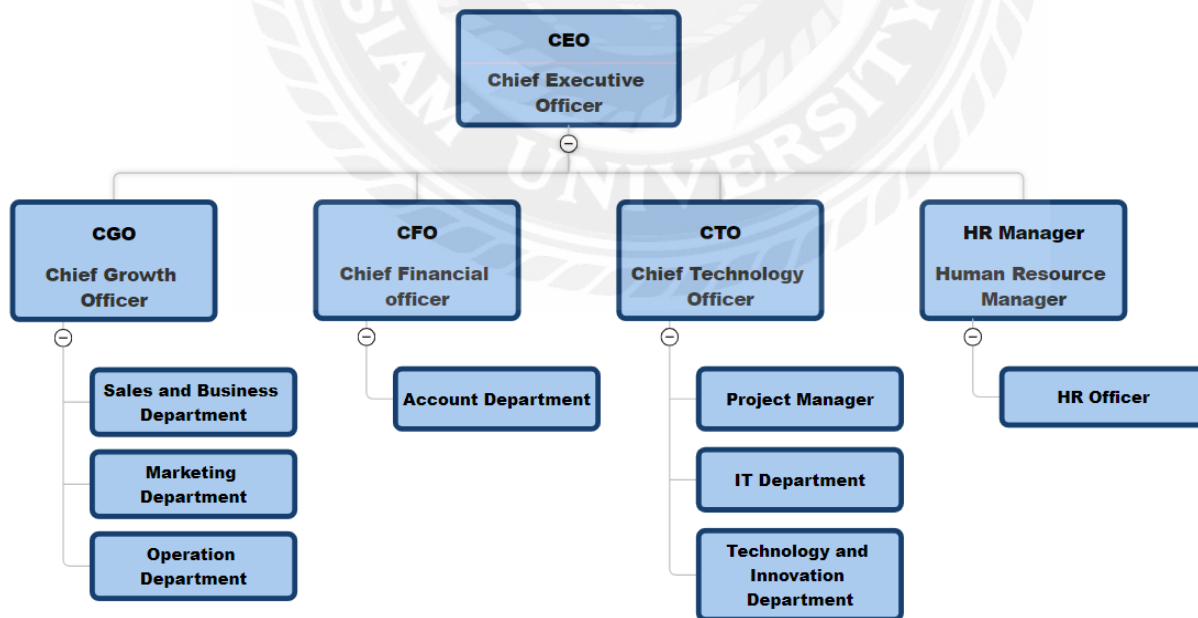 SIAM UNIVERSITY
CEO
Chief Executive
Officer
CGO
Chief Growth
Officer
CFO
Chief Financial
officer
CTO
Chief Technology
Officer
HR Manager
Human Resource
Manager
Sales and Business
Department
Marketing
Department
Operation
Department
Account Department
Project Manager
IT Department
Technology and
Innovation
Department
HR Officer